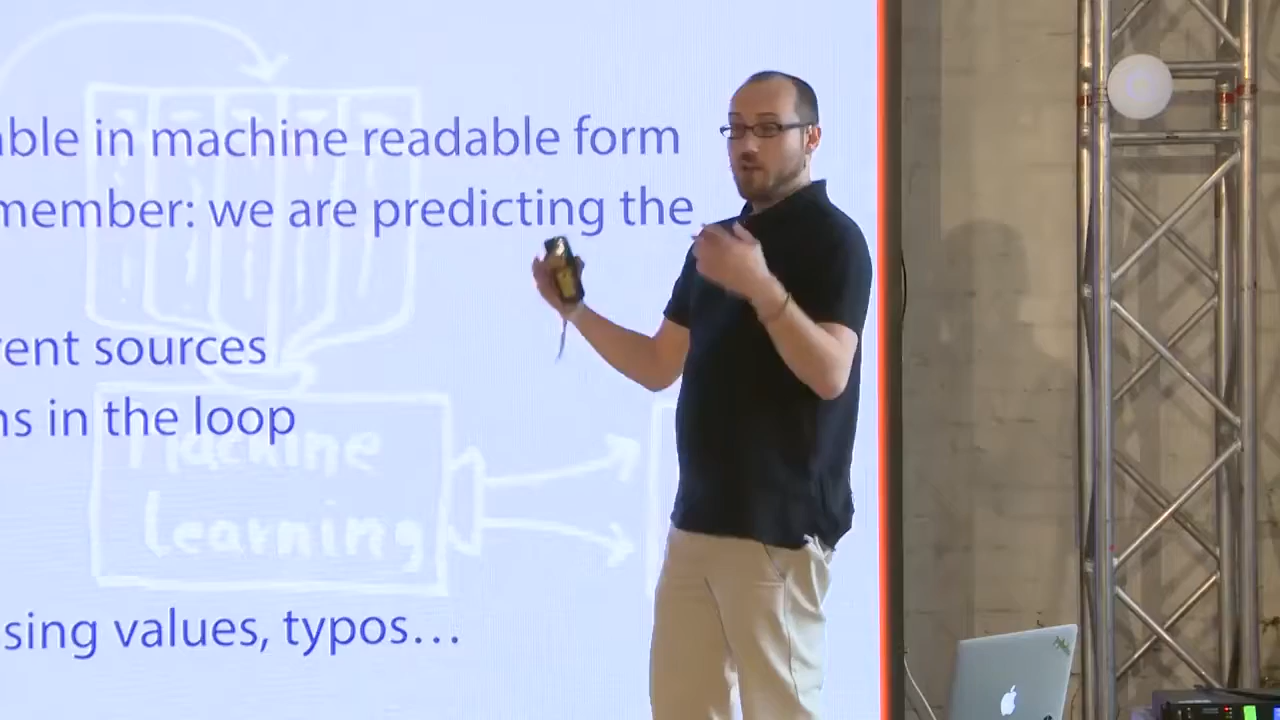 able in machine readable form
member: we are predicting the
rent sources
ns in the loop
Machine
Learning
sing values, typos…